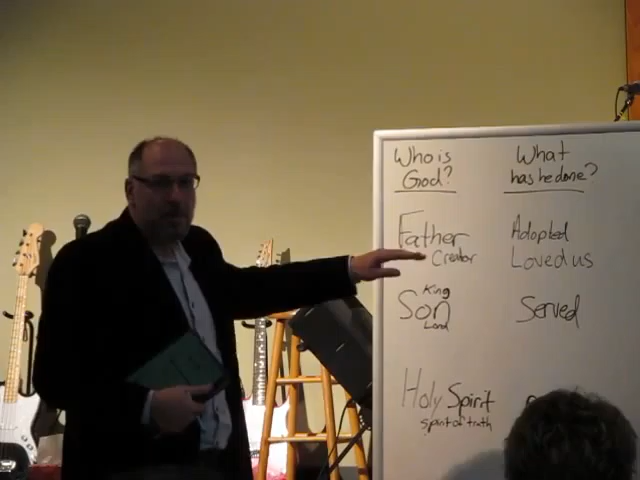 Who is
God?
What
has he done?
Father
Creator
Adopted
Loved us
King
Son
Lord
Served
Holy Spirit
spirit of truth